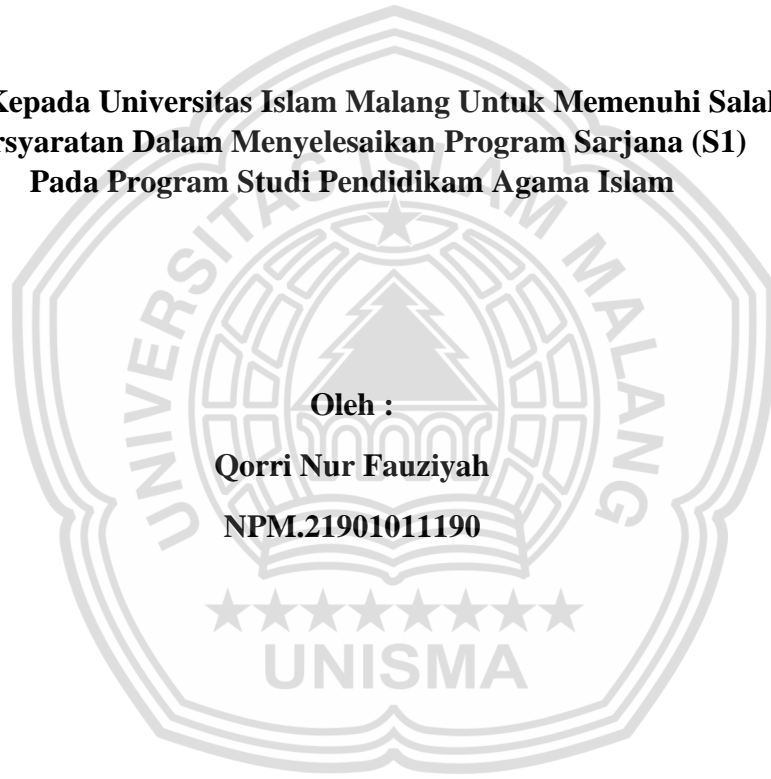 Kepada Universitas Islam Malang Untuk Memenuhi Salah
rsyaratan Dalam Menyelesaikan Program Sarjana (S1)
Pada Program Studi Pendidikam Agama Islam
UNIVERSITAS ISLAM MALANG
Oleh :
Qorri Nur Fauziyah
NPM.21901011190
UNISMA